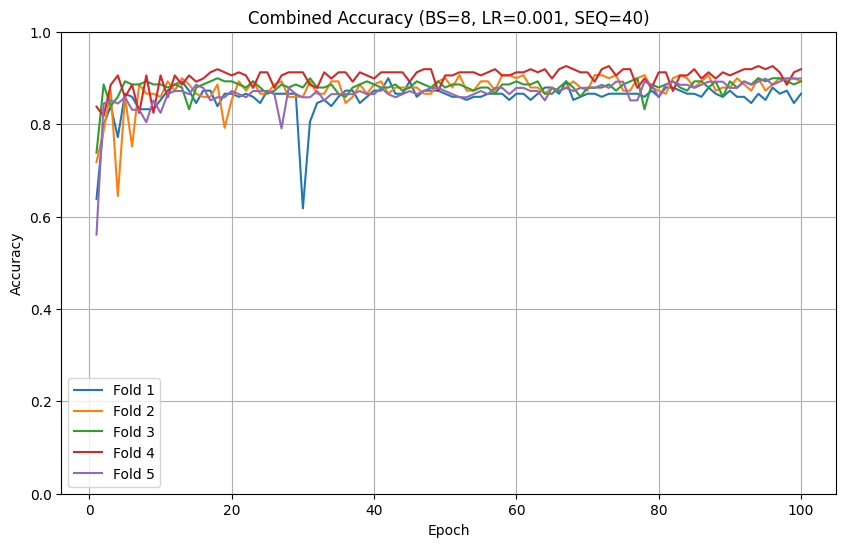 Combined Accuracy (BS=8, LR=0.001, SEQ=40)
1.0
0.8
0.6
0.4
0.2
0.0
Accuracy
Fold 1
Fold 2
Fold 3
Fold 4
Fold 5
0 20 40 60 80 100
Epoch